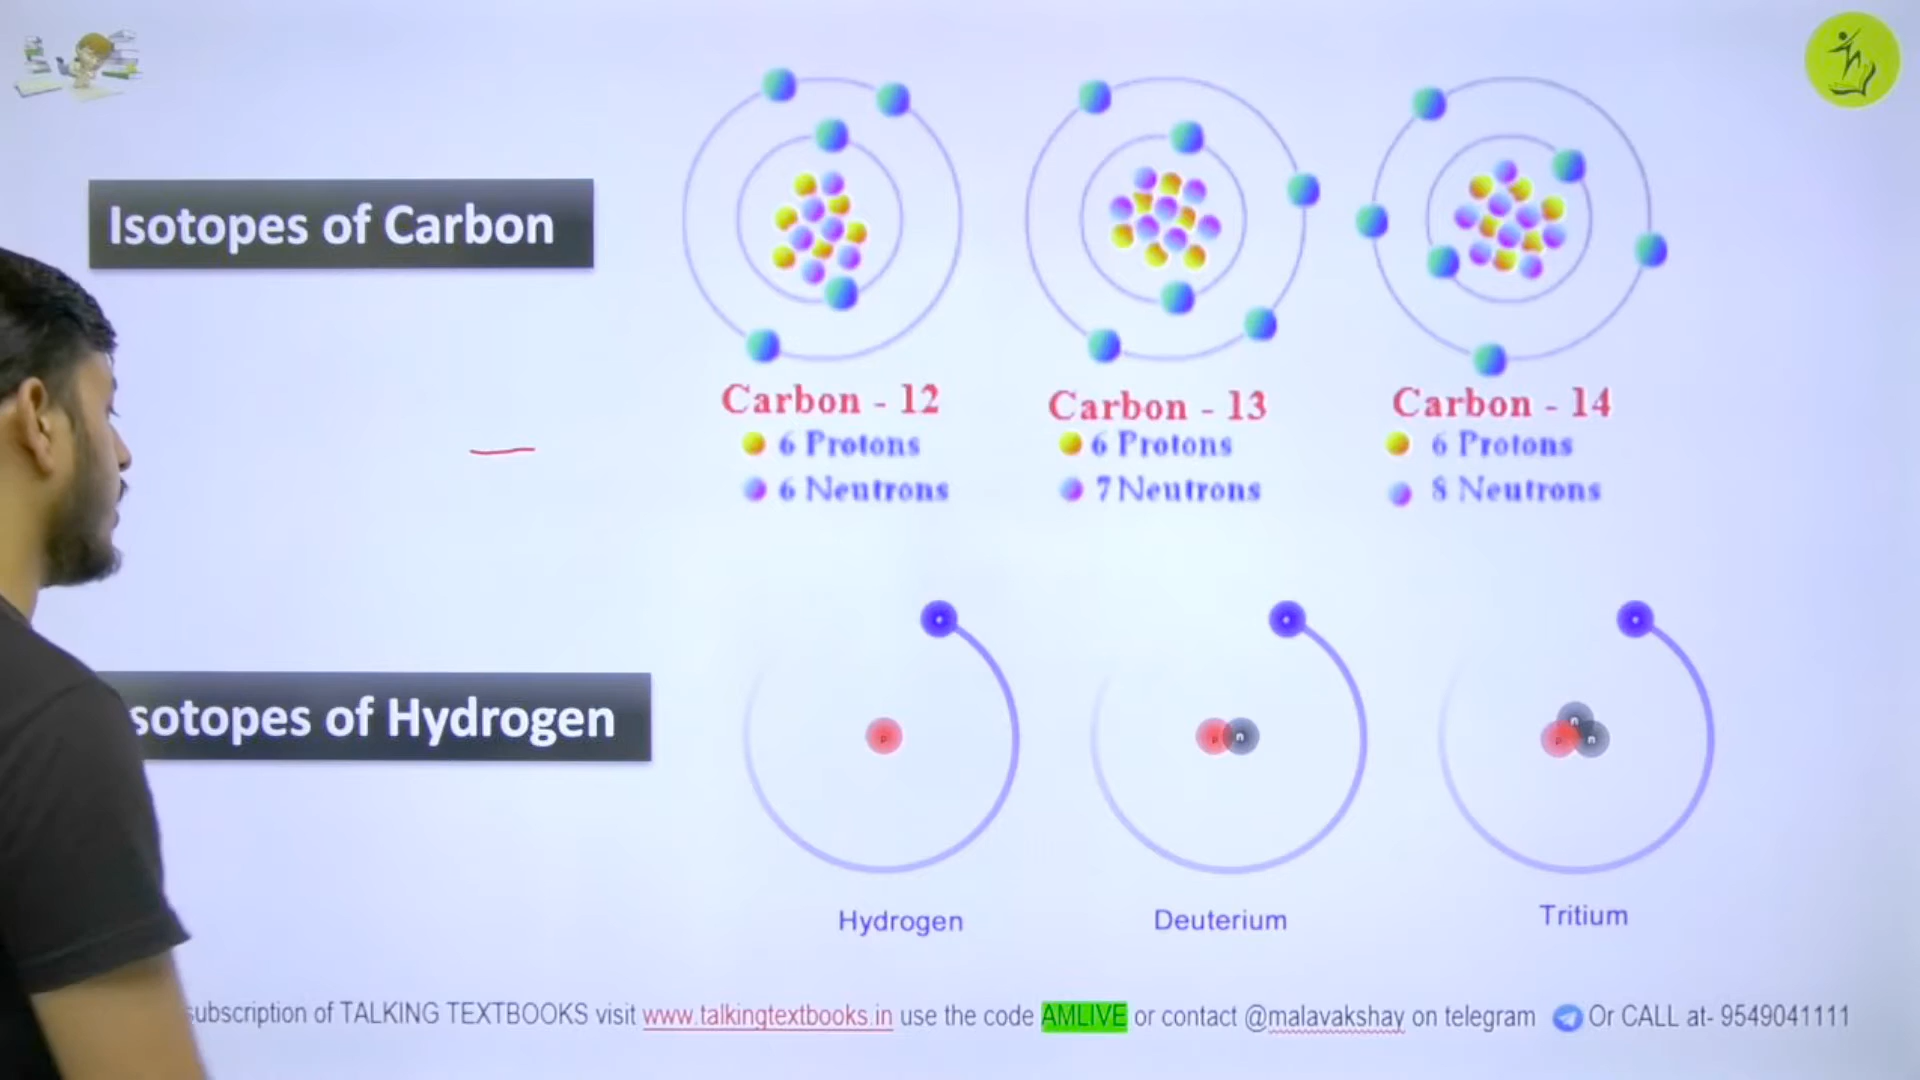 Isotopes of Carbon
Carbon - 12
6 Protons
6 Neutrons
Carbon - 13
6 Protons
7 Neutrons
Carbon - 14
6 Protons
8 Neutrons
sotopes of Hydrogen
p
p n
n
p n
Hydrogen
Deuterium
Tritium
subscription of TALKING TEXTBOOKS visit www.talkingtextbooks.in use the code AMLIVE or contact @malavakshay on telegram Or CALL at- 9549041111